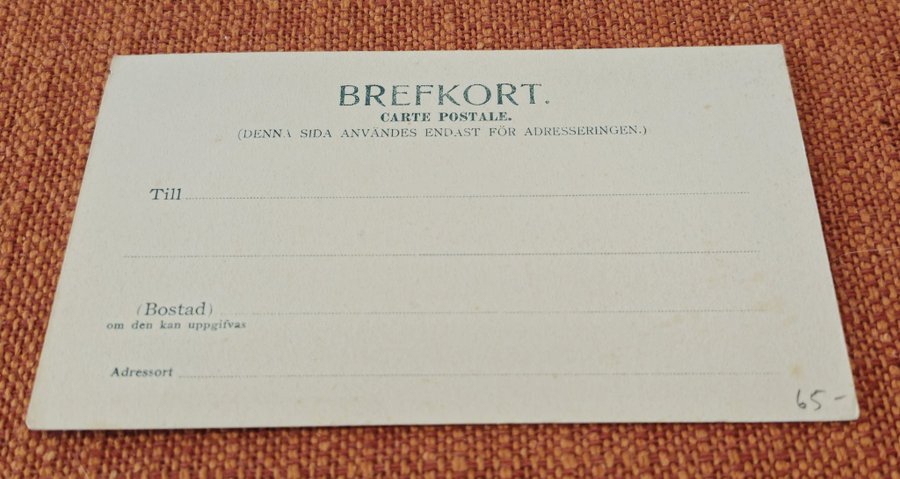 BREFKORT.
CARTE POSTALE.
(DENNA SIDA ANVÄNDES ENDAST FÖR ADRESSERINGEN.)
Till
(Bostad)
om den kan uppgifvas
Adressort
65-